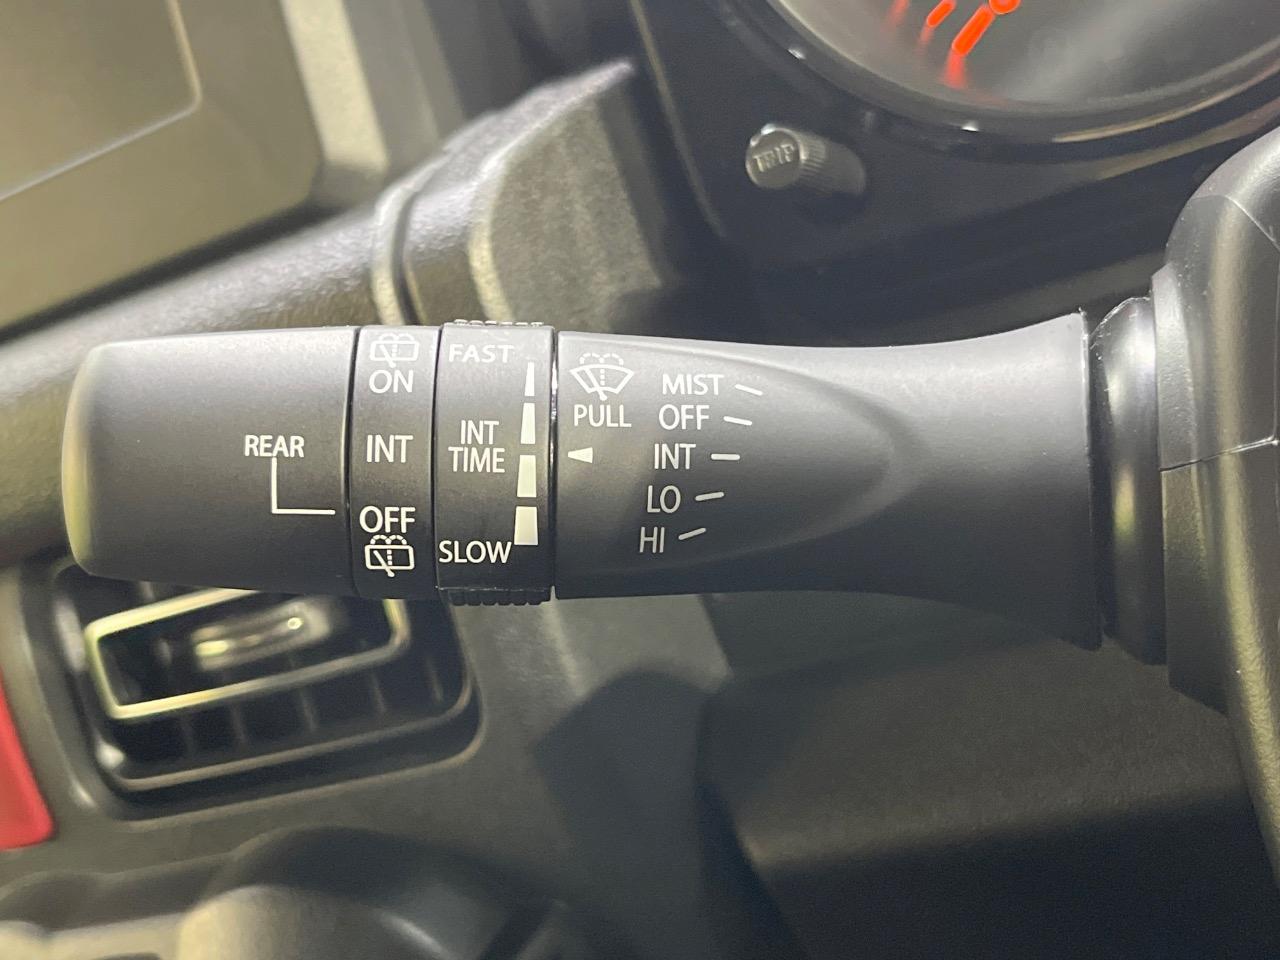 TRIP
REAR
ON
INT
OFF
FAST
INT
TIME
SLOW
PULL
MIST
OFF
INT
LO
HI